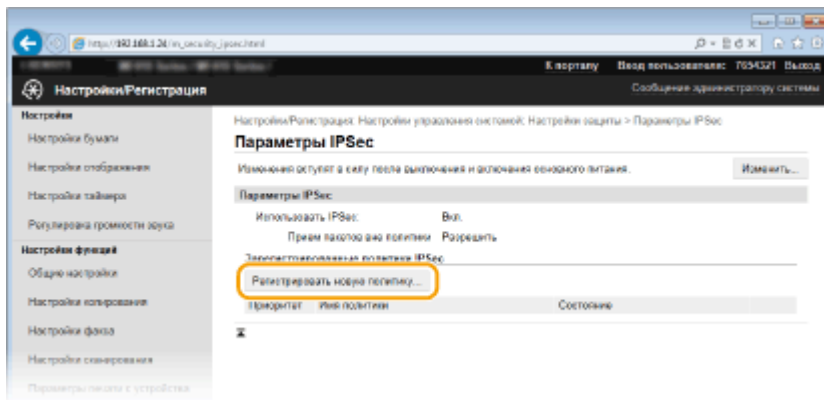 http://192.168.1.24/m_security_ipsec.html
К порталу Вход пользователя: 7654321 Выход
Настройки/Регистрация
Сообщение администратору системы
Настройки
Настройки бумаги
Настройки отображения
Настройки таймера
Регулировка громкости звука
Настройки функций
Общие настройки
Настройки копирования
Настройки факса
Настройки сканирования
Параметры печати с устройства
Настройки/Регистрация: Настройки управления системой: Настройки защиты > Параметры IPSec
Параметры IPSec
Изменения вступят в силу после выключения и включения основного питания.
Изменить...
Параметры IPSec
Использовать IPSec: Вкл.
Прием пакетов вне политики Разрешить
Зарегистрированные политики IPSec
Регистрировать новую политику...
Приоритет Имя политики Состояние